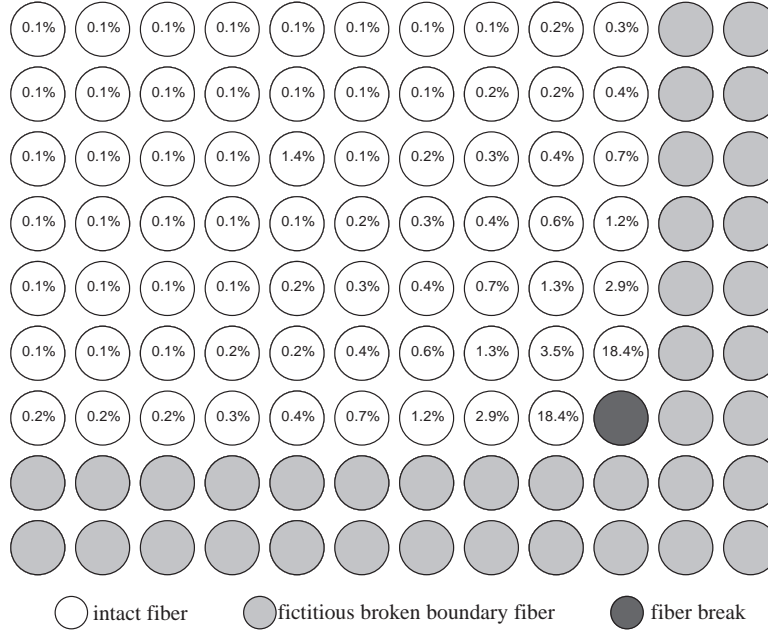 0.1% 0.1% 0.1% 0.1% 0.1% 0.1% 0.1% 0.1% 0.2% 0.3%
0.1% 0.1% 0.1% 0.1% 0.1% 0.1% 0.1% 0.2% 0.2% 0.4%
0.1% 0.1% 0.1% 0.1% 1.4% 0.1% 0.2% 0.3% 0.4% 0.7%
0.1% 0.1% 0.1% 0.1% 0.1% 0.2% 0.3% 0.4% 0.6% 1.2%
0.1% 0.1% 0.1% 0.1% 0.2% 0.3% 0.4% 0.7% 1.3% 2.9%
0.1% 0.1% 0.1% 0.2% 0.2% 0.4% 0.6% 1.3% 3.5% 18.4%
0.2% 0.2% 0.2% 0.3% 0.4% 0.7% 1.2% 2.9% 18.4%
intact fiber fictitious broken boundary fiber fiber break